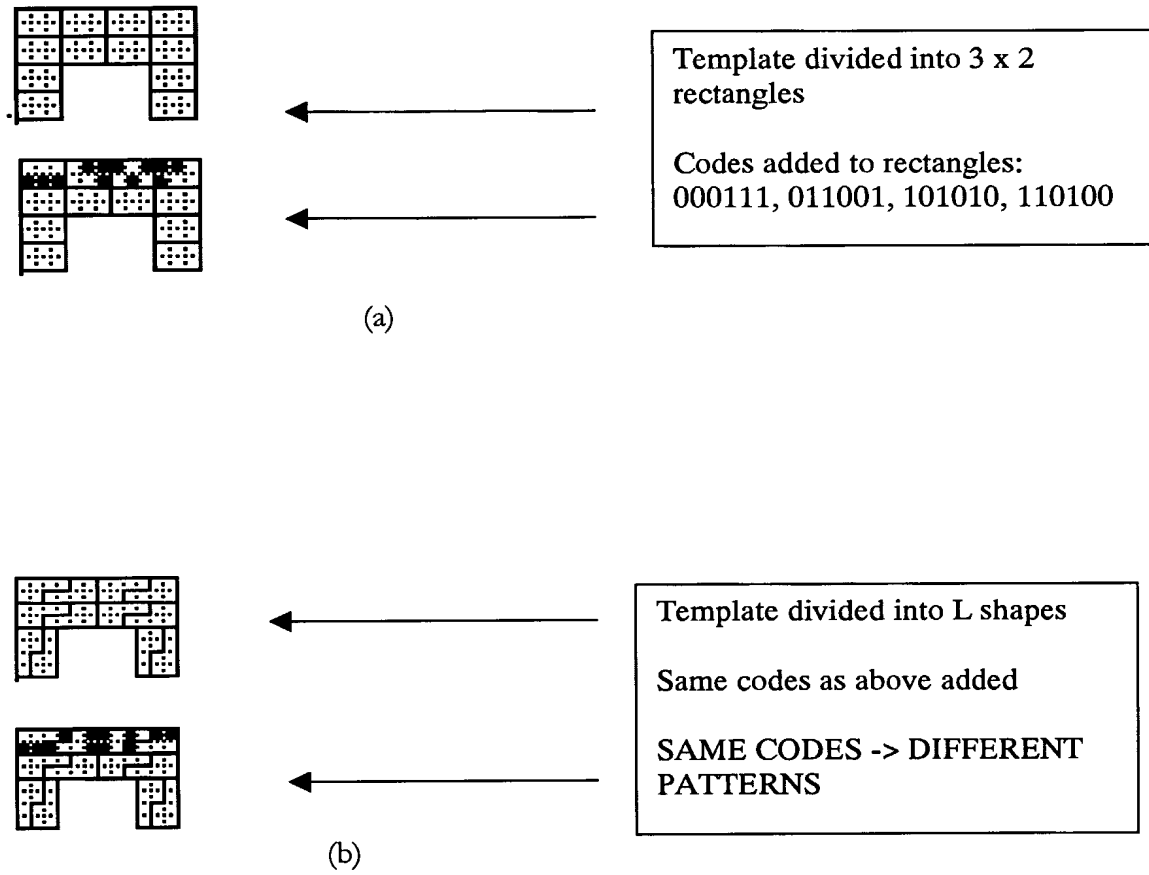 Template divided into 3 x 2
rectangles
Codes added to rectangles:
000111, 011001, 101010, 110100
(a)
Template divided into L shapes
Same codes as above added
SAME CODES -> DIFFERENT
PATTERNS
(b)